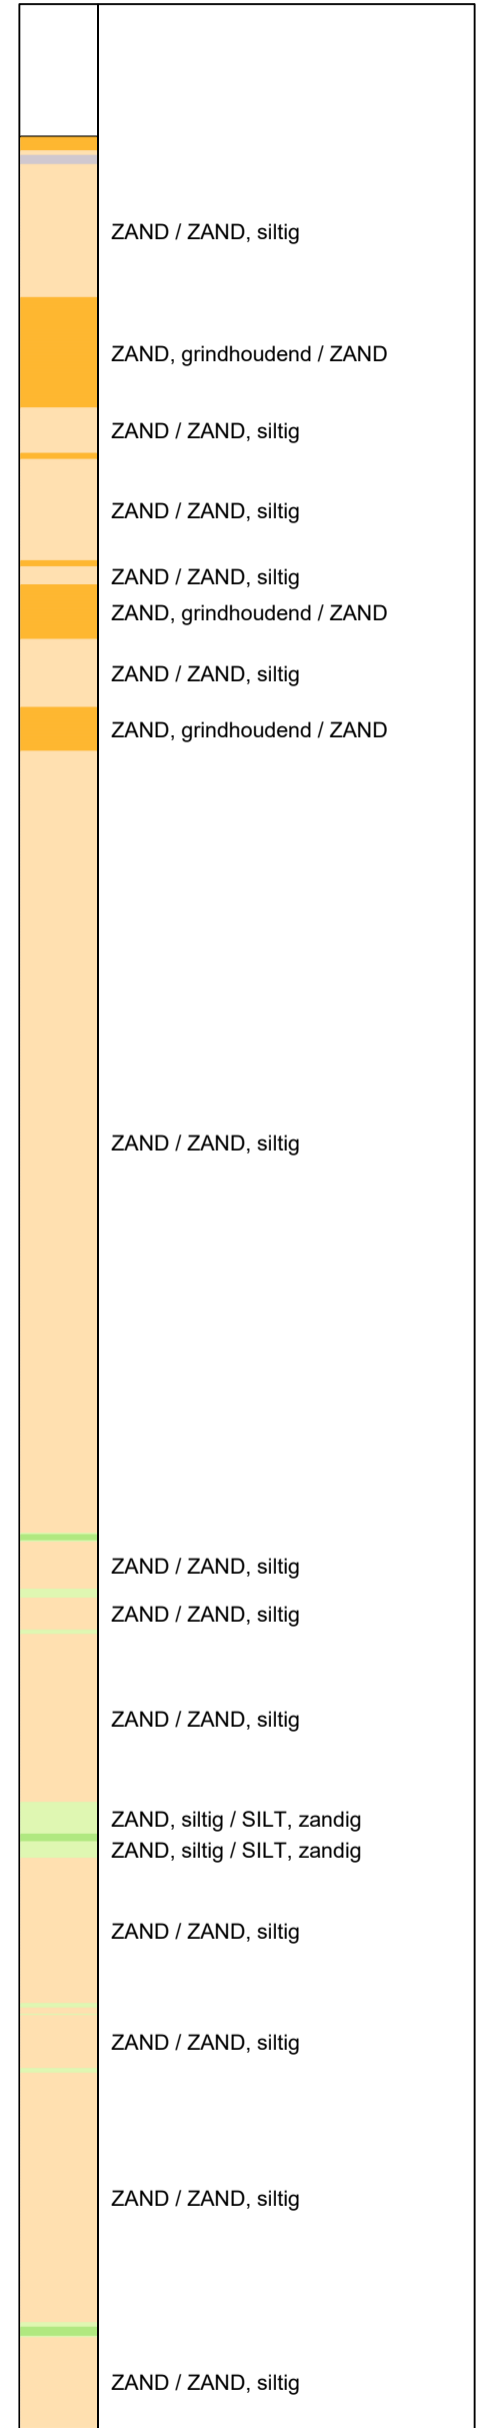 ZAND / ZAND, siltig
ZAND, grindhoudend / ZAND
ZAND / ZAND, siltig
ZAND / ZAND, siltig
ZAND / ZAND, siltig
ZAND, grindhoudend / ZAND
ZAND / ZAND, siltig
ZAND, grindhoudend / ZAND
ZAND / ZAND, siltig
ZAND / ZAND, siltig
ZAND / ZAND, siltig
ZAND / ZAND, siltig
ZAND, siltig / SILT, zandig
ZAND, siltig / SILT, zandig
ZAND / ZAND, siltig
ZAND / ZAND, siltig
ZAND / ZAND, siltig
ZAND / ZAND, siltig